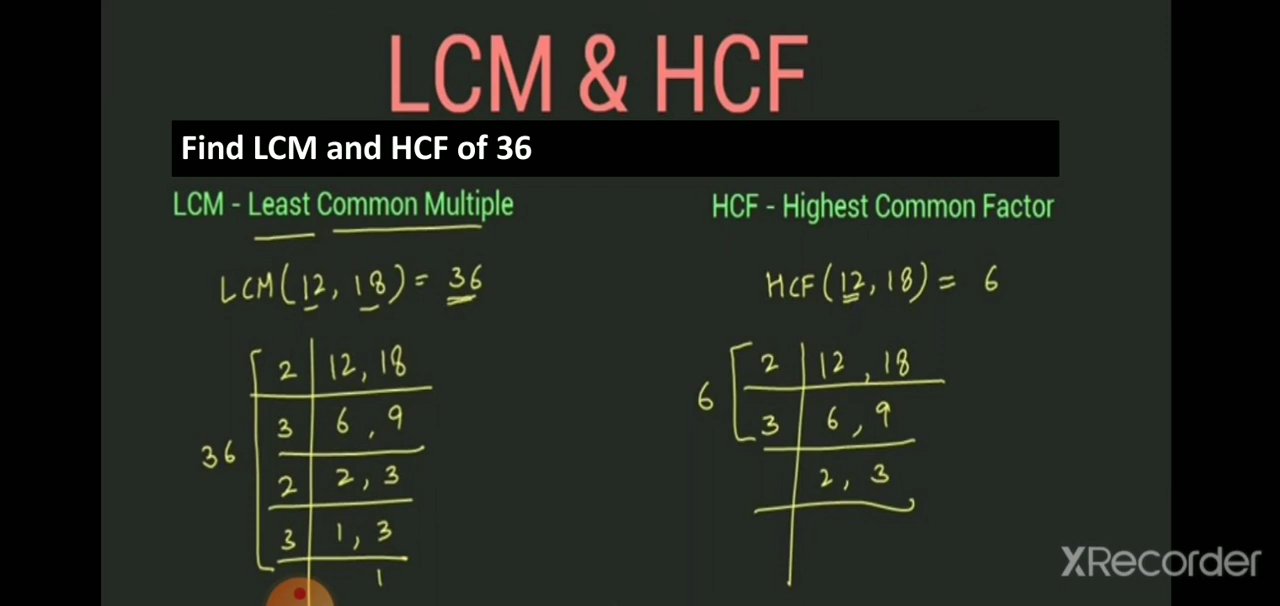 LCM & HCF
Find LCM and HCF of 36
LCM - Least Common Multiple
HCF - Highest Common Factor
LCM(12, 18) = 36
HCF(12, 18) = 6
36
2 | 12, 18
3 | 6, 9
2 | 2, 3
3 | 1, 3
1
6
2 | 12, 18
3 | 6, 9
2, 3
XRecorder